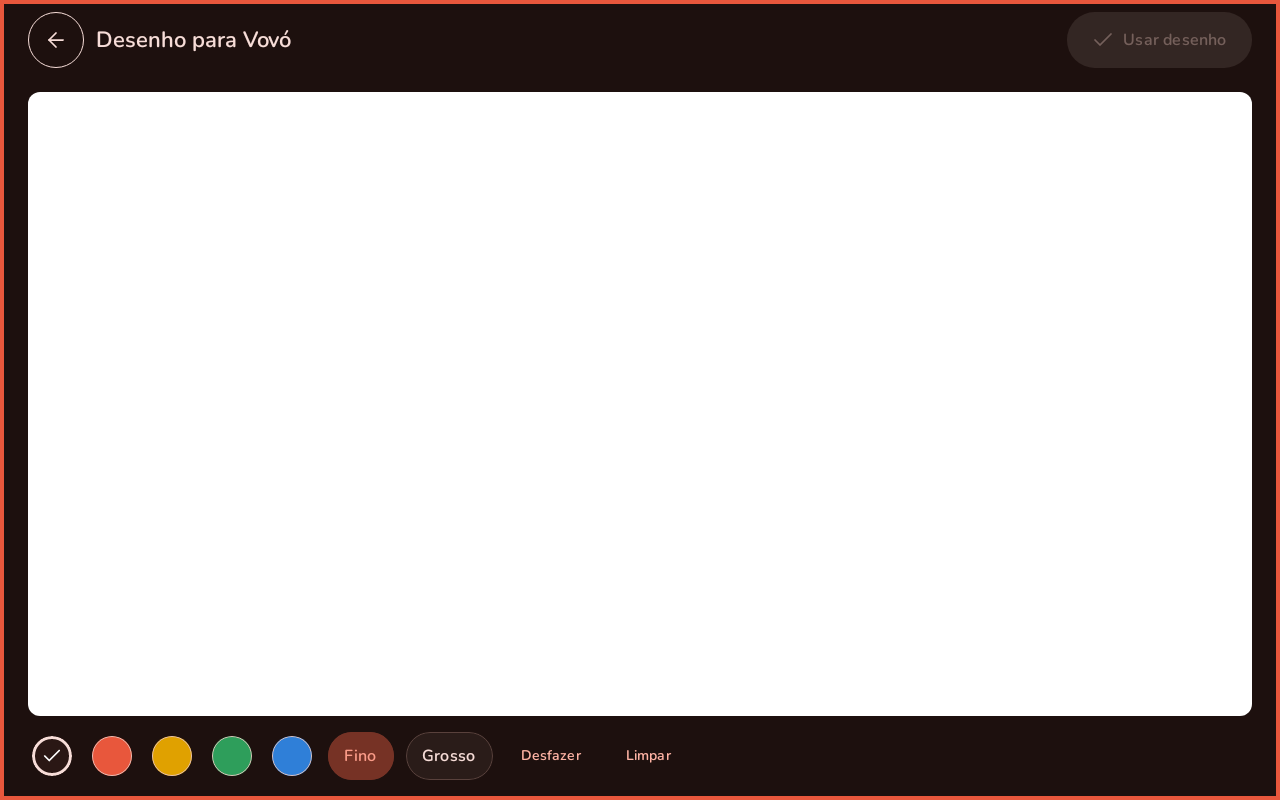 Desenho para Vovó
Usar desenho
Fino
Grosso
Desfazer
Limpar